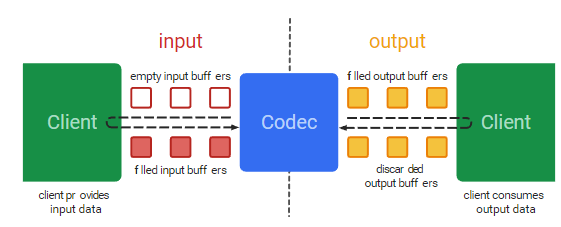 input
output
empty input buff ers
f lled output buff ers
Client
Codec
Client
f lled input buff ers
discar ded
output buff ers
client pr ovides
input data
client consumes
output data